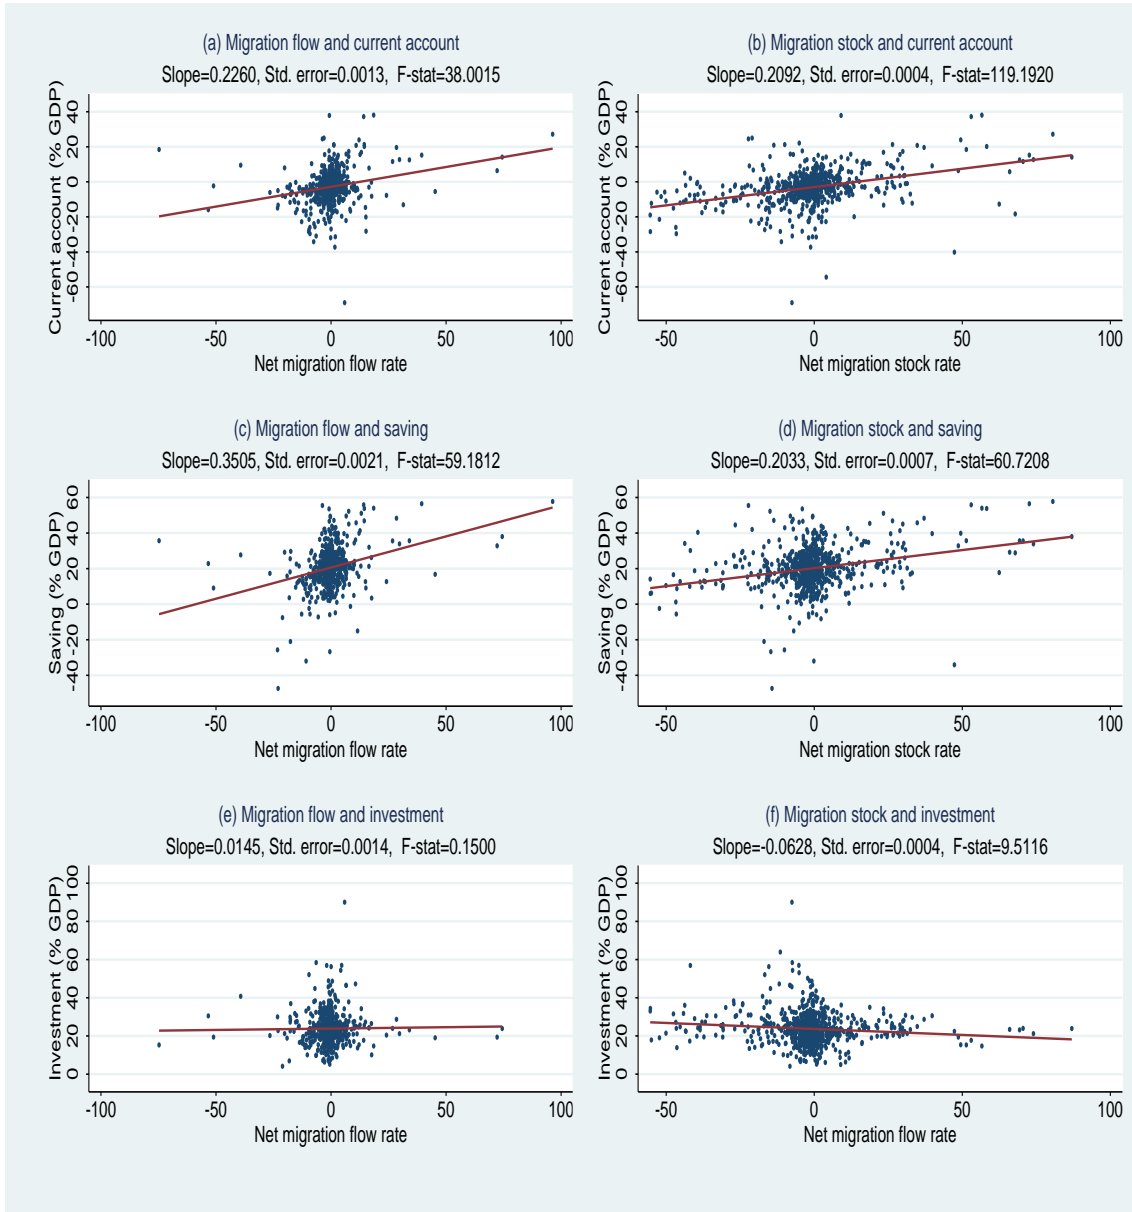 (a) Migration flow and current account
Slope=0.2260, Std. error=0.0013, F-stat=38.0015
Current account (% GDP)
-60 -40 -20 0 20 40
-100 -50 0 50 100
Net migration flow rate
(b) Migration stock and current account
Slope=0.2092, Std. error=0.0004, F-stat=119.1920
Current account (% GDP)
-60 -40 -20 0 20 40
-50 0 50 100
Net migration stock rate
(c) Migration flow and saving
Slope=0.3505, Std. error=0.0021, F-stat=59.1812
Saving (% GDP)
-40 -20 0 20 40 60
-100 -50 0 50 100
Net migration flow rate
(d) Migration stock and saving
Slope=0.2033, Std. error=0.0007, F-stat=60.7208
Saving (% GDP)
-40 -20 0 20 40 60
-50 0 50 100
Net migration stock rate
(e) Migration flow and investment
Slope=0.0145, Std. error=0.0014, F-stat=0.1500
Investment (% GDP)
0 20 40 60 80 100
-100 -50 0 50 100
Net migration flow rate
(f) Migration stock and investment
Slope=-0.0628, Std. error=0.0004, F-stat=9.5116
Investment (% GDP)
0 20 40 60 80 100
-50 0 50 100
Net migration flow rate